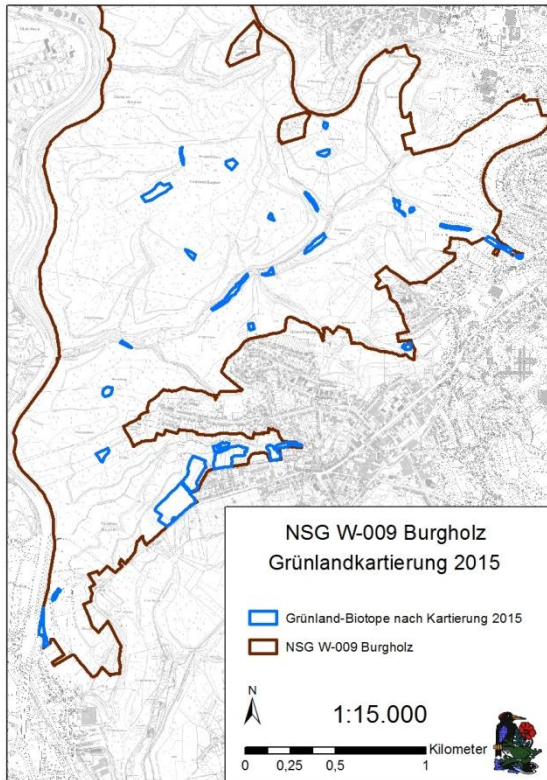 NSG W-009 Burgholz
Grünlandkartierung 2015
Grünland-Biotope nach Kartierung 2015
NSG W-009 Burgholz
N
1:15.000
Kilometer
0 0,25 0,5 1